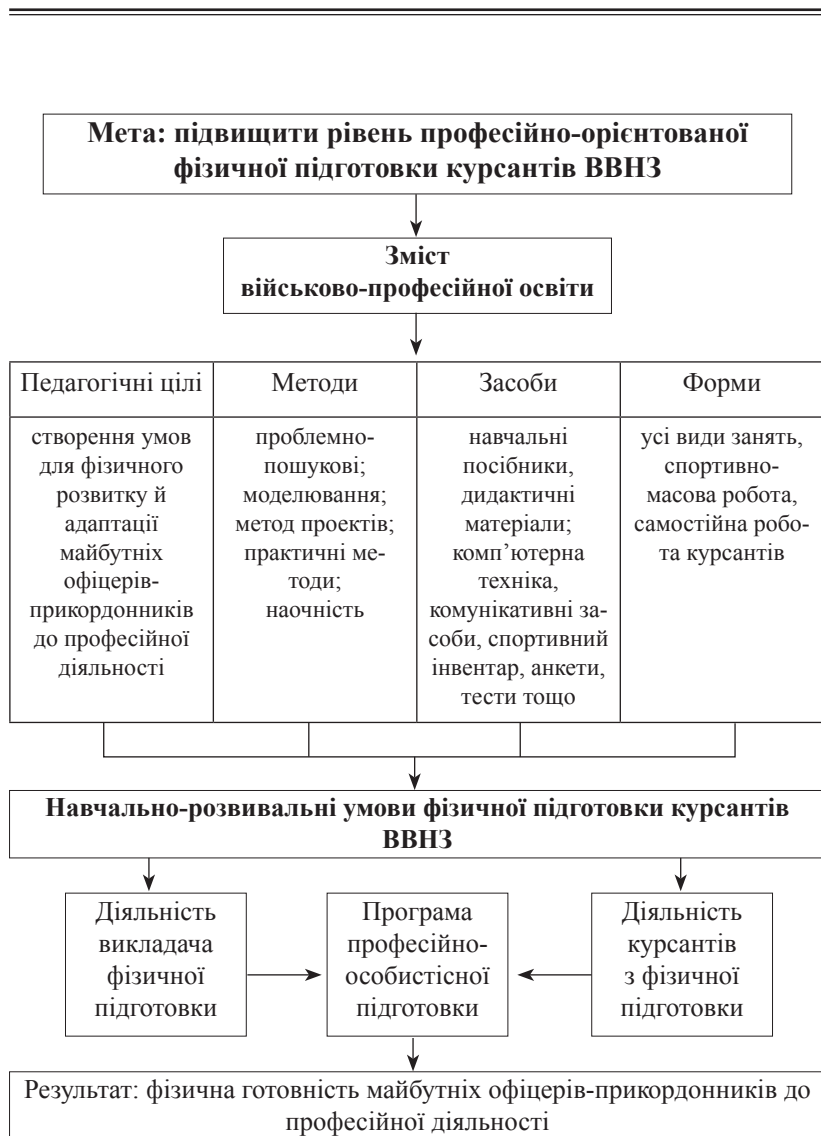 Мета: підвищити рівень професійно-орієнтованої
фізичної підготовки курсантів ВВНЗ
Зміст
військово-професійної освіти
Педагогічні цілі
створення умов
для фізичного
розвитку й
адаптації
майбутніх
офіцерів-
прикордонників
до професійної
діяльності
Методи
проблемно-
пошукові;
моделювання;
метод проектів;
практичні ме-
тоди;
наочність
Засоби
навчальні
посібники,
дидактичні
матеріали;
комп’ютерна
техніка,
комунікативні за-
соби, спортивний
інвентар, анкети,
тести тощо
Форми
усі види занять,
спортивно-
масова робота,
самостійна робо-
та курсантів
Навчально-розвивальні умови фізичної підготовки курсантів
ВВНЗ
Діяльність
викладача
фізичної
підготовки
Програма
професійно-
особистісної
підготовки
Діяльність
курсантів
з фізичної
підготовки
Результат: фізична готовність майбутніх офіцерів-прикордонників до
професійної діяльності